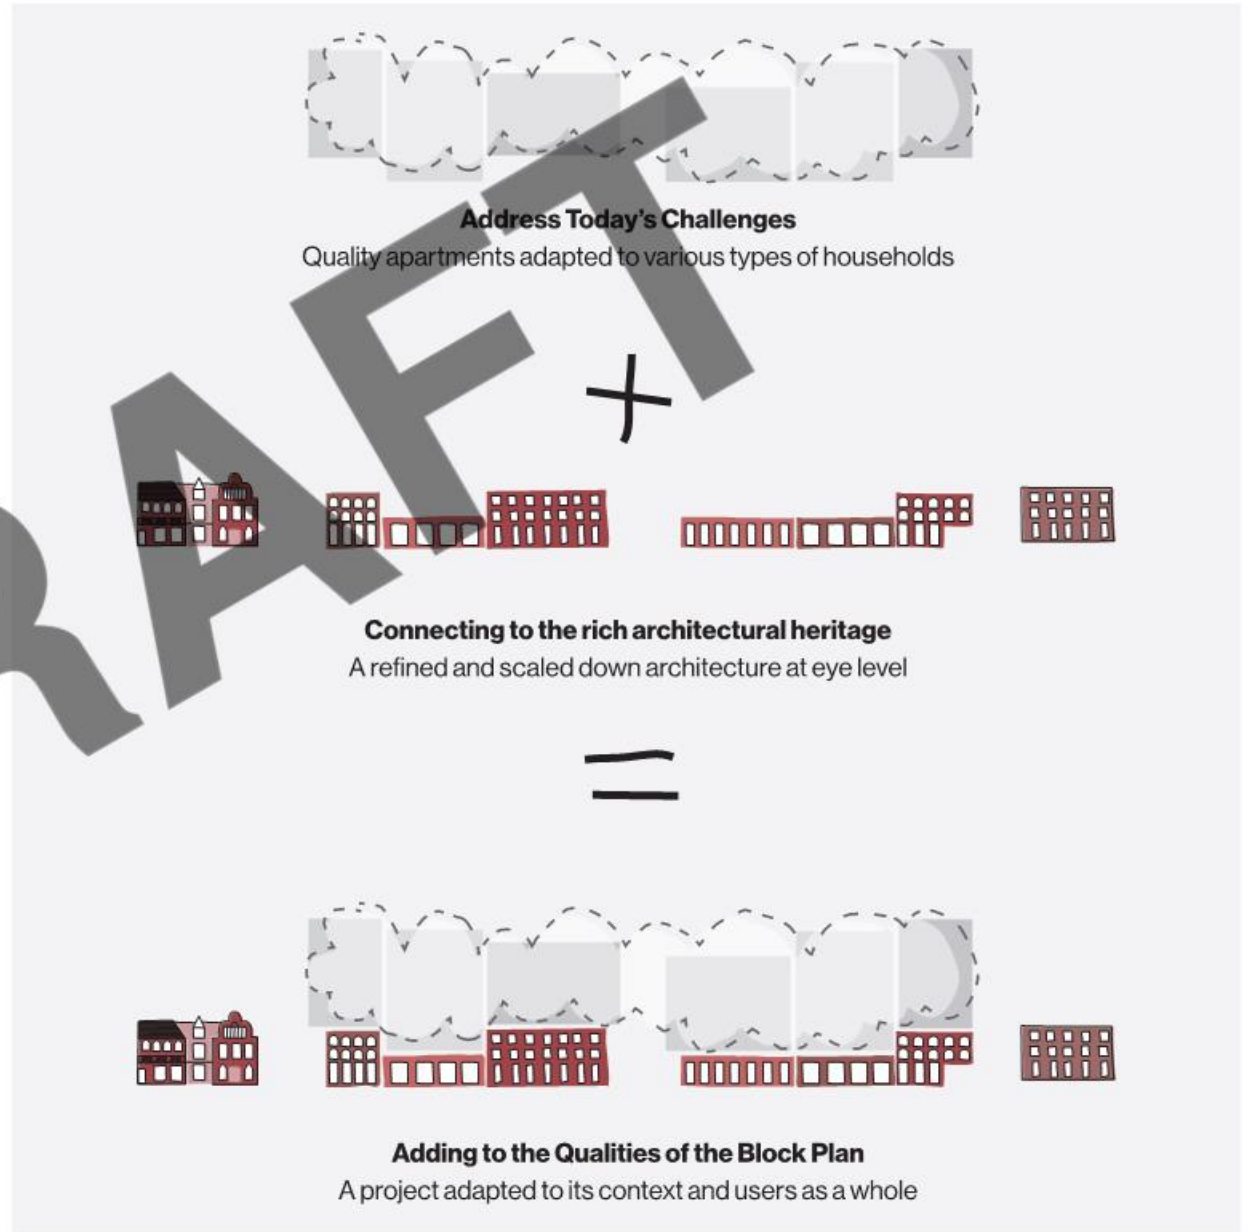 Address Today's Challenges
Quality apartments adapted to various types of households
Connecting to the rich architectural heritage
A refined and scaled down architecture at eye level
Adding to the Qualities of the Block Plan
A project adapted to its context and users as a whole
RAFT